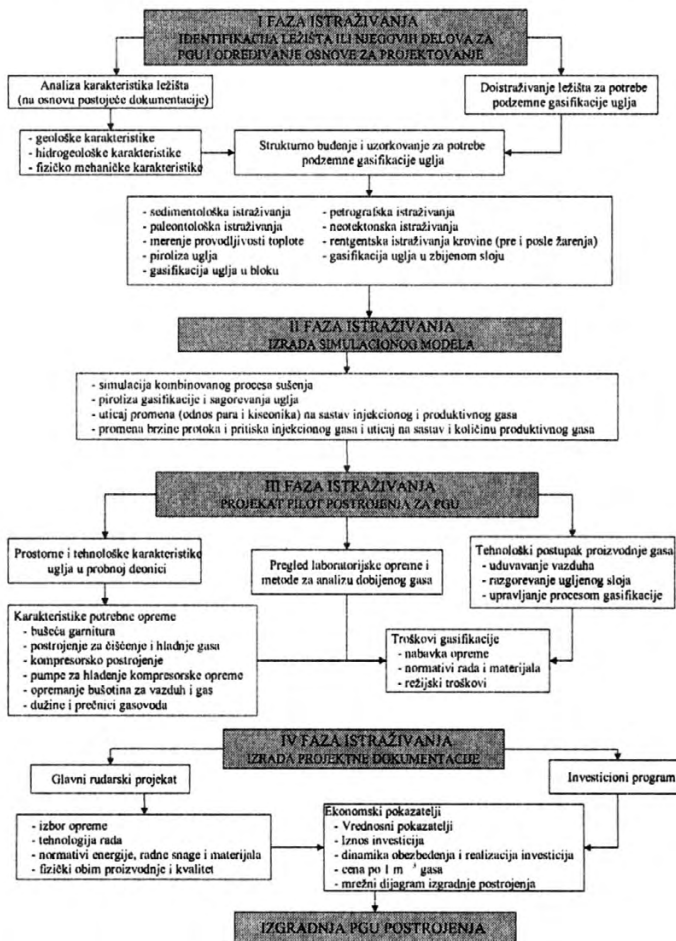 I FAZA ISTRAŽIVANJA
IDENTIFIKACIJA LEŽIŠTA ILI NJEGOVIH DELOVA ZA
PGU I ODREĐIVANJE OSNOVE ZA PROJEKTOVANJE
Analiza karakteristika ležišta
(na osnovu postojeće dokumentacije)
Doistraživanje ležišta za potrebe
podzemne gasifikacije uglja
- geološke karakteristike
- hidrogeološke karakteristike
- fizičko mehaničke karakteristike
Strukturno bušenje i uzorkovanje za potrebe
podzemne gasifikacije uglja
- sedimentološka istraživanja
- paleontološka istraživanja
- merenje provodljivosti toplote
- piroliza uglja
- gasifikacija uglja u bloku
- petrografska istraživanja
- neotektonska istraživanja
- rentgentska istraživanja krovine (pre i posle žarenja)
- gasifikacija uglja u zbijenom sloju
II FAZA ISTRAŽIVANJA
IZRADA SIMULACIONOG MODELA
- simulacija kombinovanog procesa sušenja
- piroliza gasifikacije i sagorevanja uglja
- uticaj promena (odnos para i kiseonika) na sastav injekcionog i produktivnog gasa
- promena brzine protoka i pritiska injekcionog gasa i uticaj na sastav i količinu produktivnog gasa
III FAZA ISTRAŽIVANJA
PROJEKAT PILOT POSTROJENJA ZA PGU
Prostorne i tehnološke karakteristike
uglja u probnoj deonici
Pregled laboratorijske opreme i
metode za analizu dobijenog gasa
Tehnološki postupak proizvodnje gasa
- uduvavanje vazduha
- razgorevanje ugljenog sloja
- upravljanje procesom gasifikacije
Karakteristike potrebne opreme
- bušeća garnitura
- postrojenje za čišćenje i hladnje gasa
- kompresorsko postrojenje
- pumpe za hlađenje kompresorske opreme
- opremanje bušotina za vazduh i gas
- dužine i prečnici gasovoda
Troškovi gasifikacije
- nabavka opreme
- normativi rada i materijala
- režijski troškovi
IV FAZA ISTRAŽIVANJA
IZRADA PROJEKTNE DOKUMENTACIJE
Glavni rudarski projekat
Investicioni program
- izbor opreme
- tehnologija rada
- normativi energije, radne snage i materijala
- fizički obim proizvodnje i kvalitet
Ekonomski pokazatelji
- Vrednosni pokazatelji
- Iznos investicija
- dinamika obezbeđenja i realizacija investicija
- cena po 1 m³ gasa
- mrežni dijagram izgradnje postrojenja
IZGRADNJA PGU POSTROJENJA